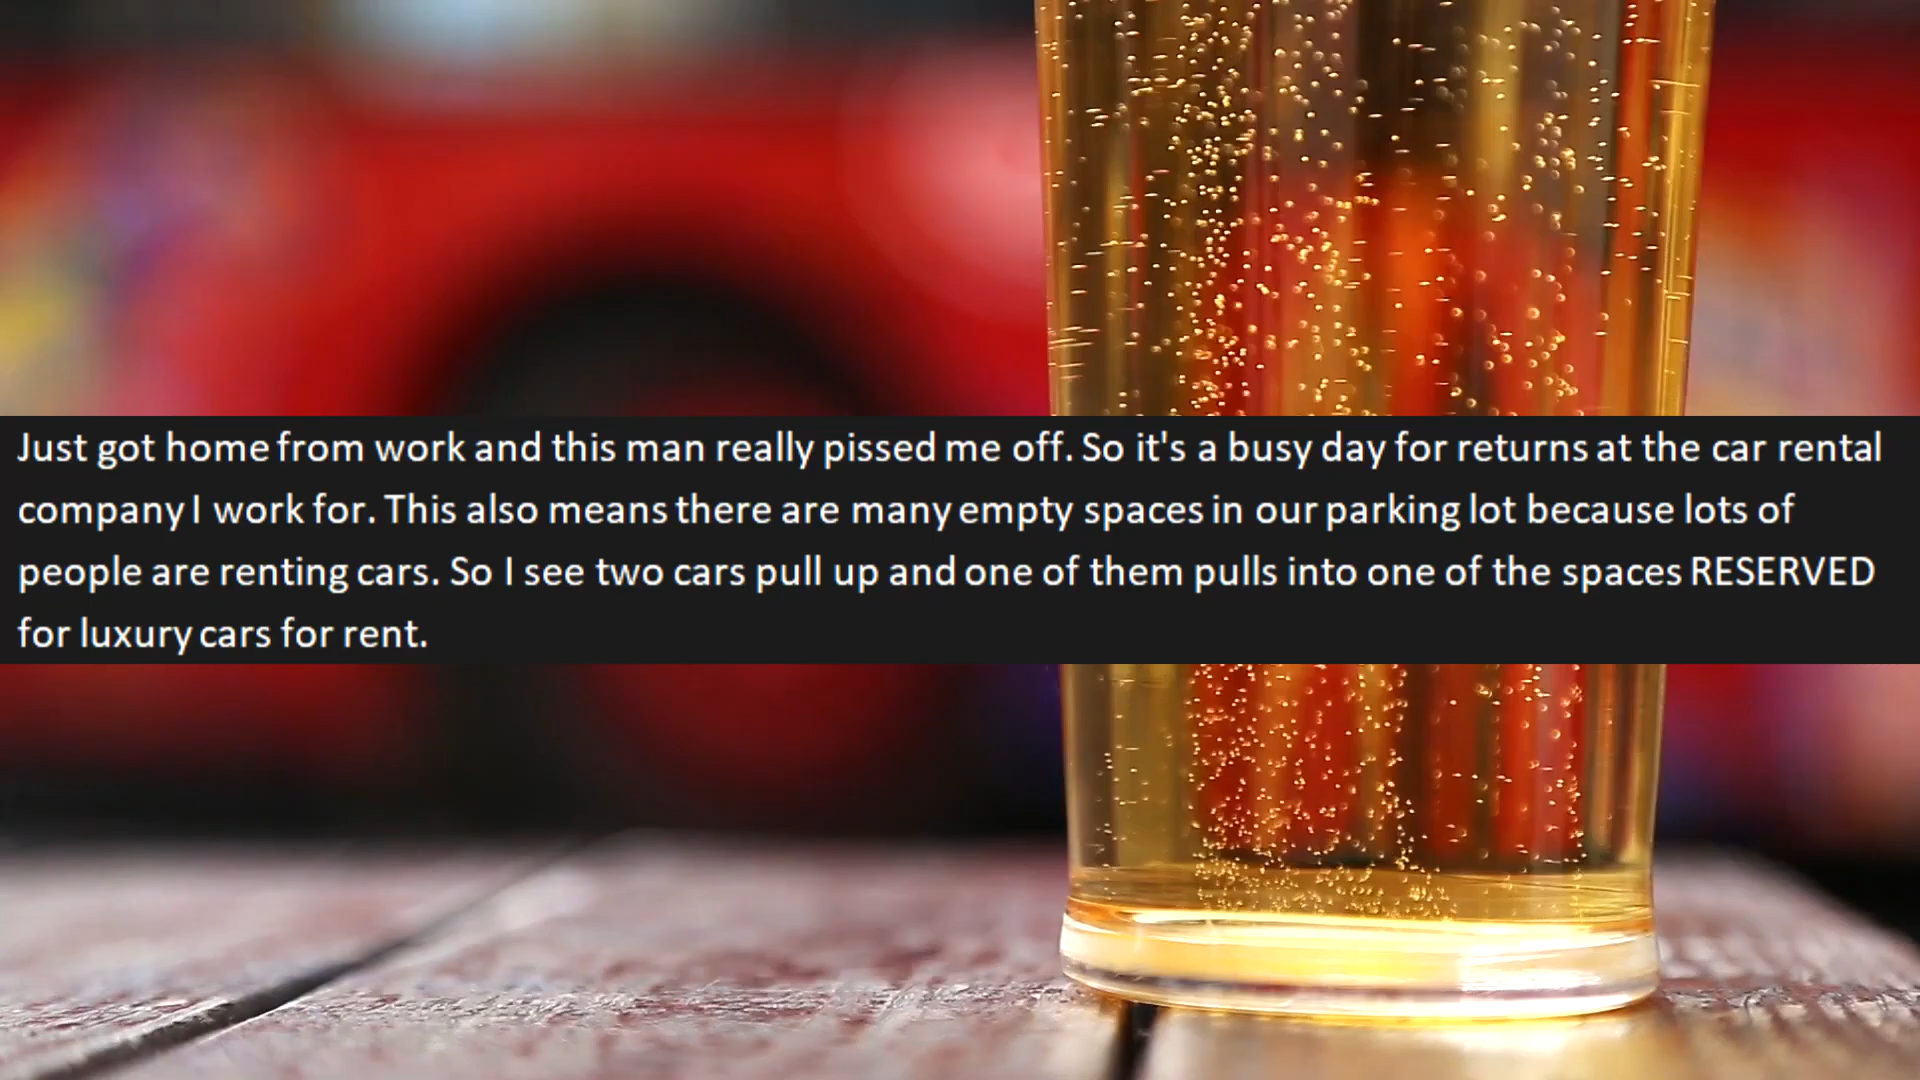 Just got home from work and this man really pissed me off. So it's a busy day for returns at the car rental
company I work for. This also means there are many empty spaces in our parking lot because lots of
people are renting cars. So I see two cars pull up and one of them pulls into one of the spaces RESERVED
for luxury cars for rent.